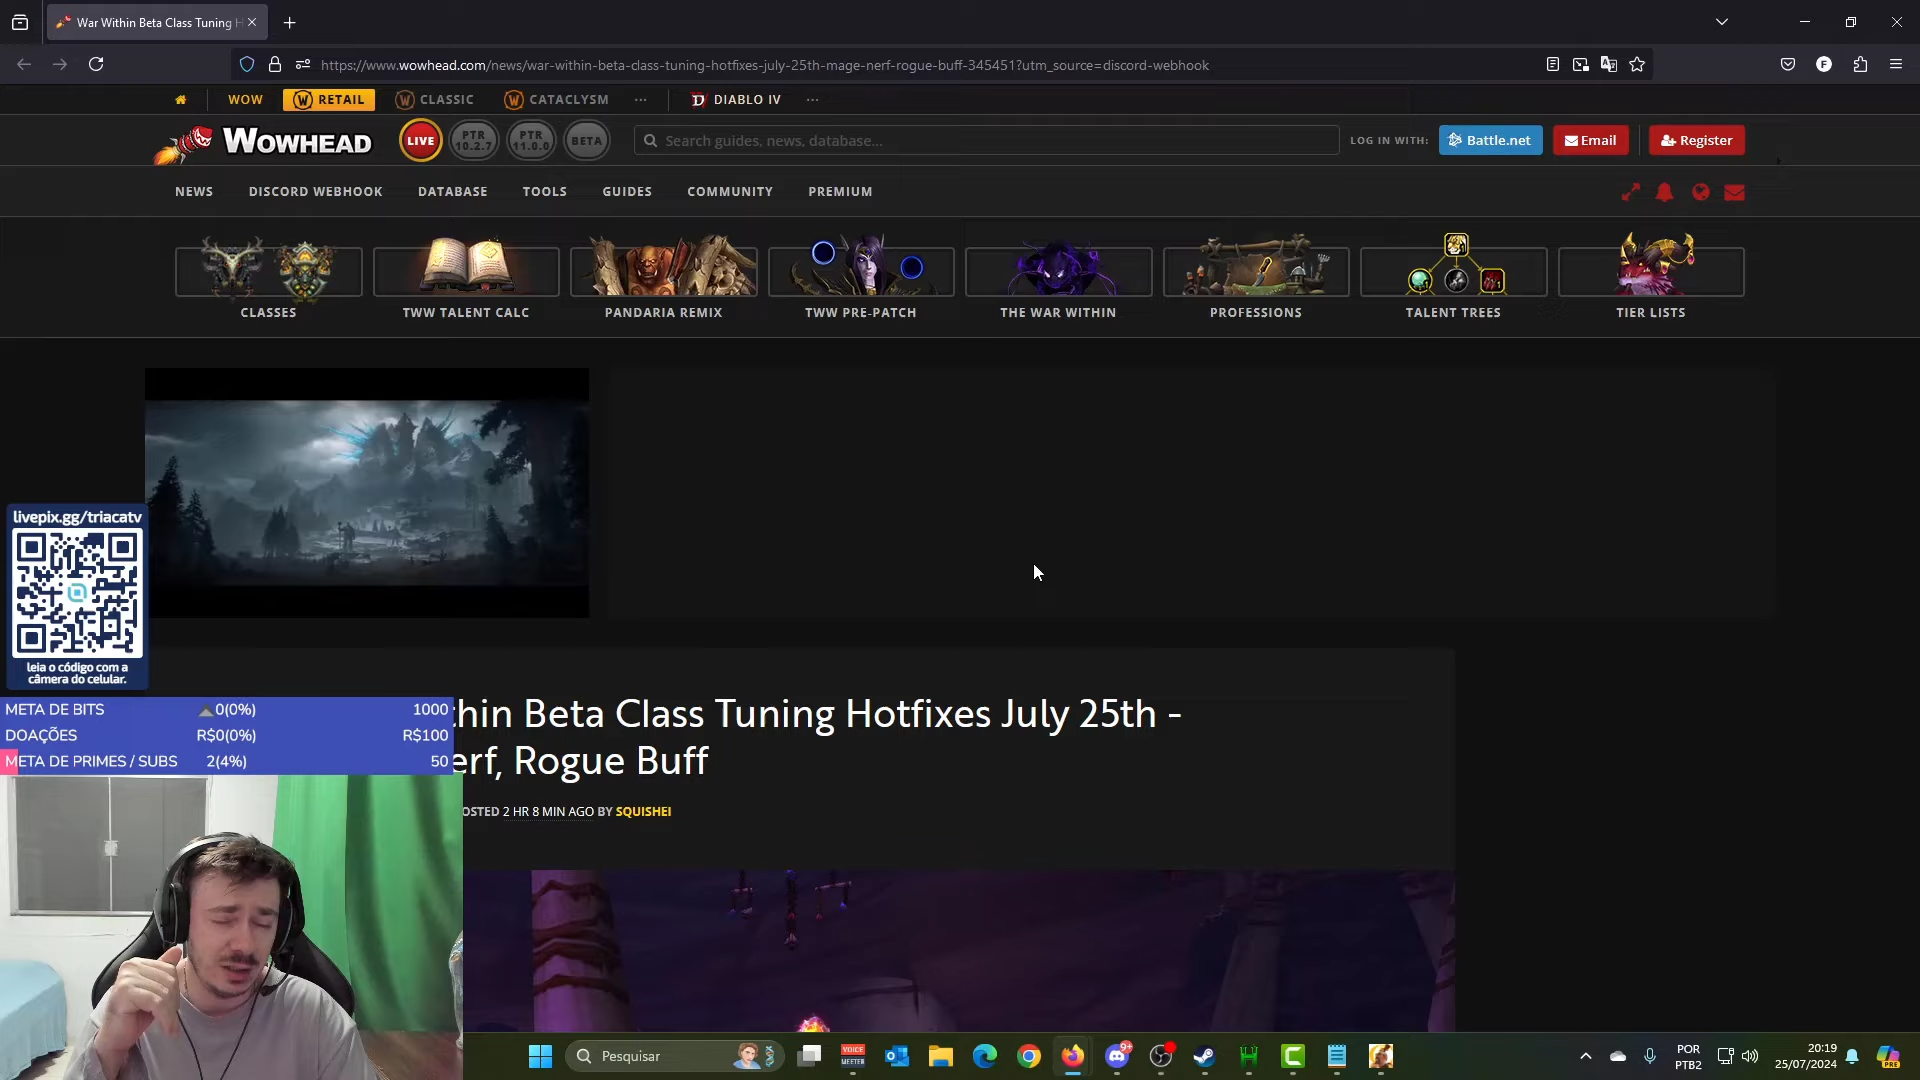 War Within Beta Class Tuning H
https://www.wowhead.com/news/war-within-beta-class-tuning-hotfixes-july-25th-mage-nerf-rogue-buff-345451?utm_source=discord-webhook
WOW RETAIL CLASSIC CATACLYSM ... DIABLO IV ...
WOWHEAD LIVE PTR 10.2.7 PTR 11.0.0 BETA Search guides, news, database... LOG IN WITH: Battle.net Email Register
NEWS DISCORD WEBHOOK DATABASE TOOLS GUIDES COMMUNITY PREMIUM
CLASSES TWW TALENT CALC PANDARIA REMIX TWW PRE-PATCH THE WAR WITHIN PROFESSIONS TALENT TREES TIER LISTS
livepix.gg/triacatv
leia o código com a
câmera do celular.
META DE BITS 0(0%) 1000
DOAÇÕES R$0(0%) R$100
META DE PRIMES / SUBS 2(4%) 50
thin Beta Class Tuning Hotfixes July 25th -
erf, Rogue Buff
OSTED 2 HR 8 MIN AGO BY SQUISHEI
Pesquisar
VOICE MEETER
9+
POR
PTB2
20:19
25/07/2024
PRE